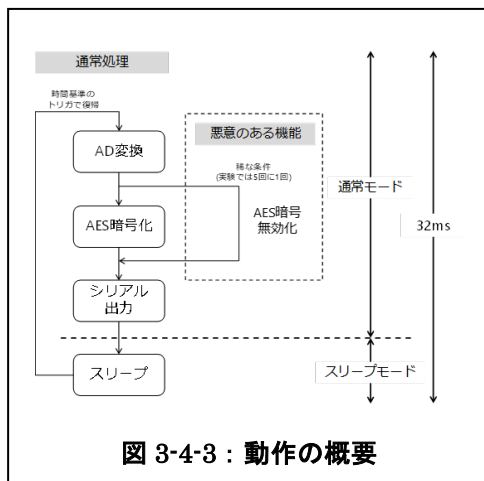 通常処理
時間基準の
トリガで復帰
AD変換
AES暗号化
シリアル
出力
スリープ
悪意のある機能
稀な条件
(実験では5回に1回)
AES暗号
無効化
通常モード
スリープモード
32ms
図 3-4-3：動作の概要